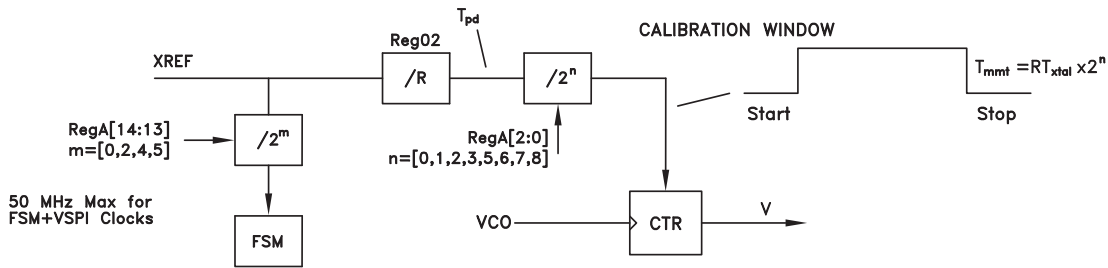 T_pd
CALIBRATION WINDOW
Reg02
XREF
/R
/2^n
T_mmt =RT_xtal x2^n
Start
Stop
RegA[14:13]
m=[0,2,4,5]
/2^m
RegA[2:0]
n=[0,1,2,3,5,6,7,8]
50 MHz Max for
FSM+VSPI Clocks
FSM
VCO
CTR
V